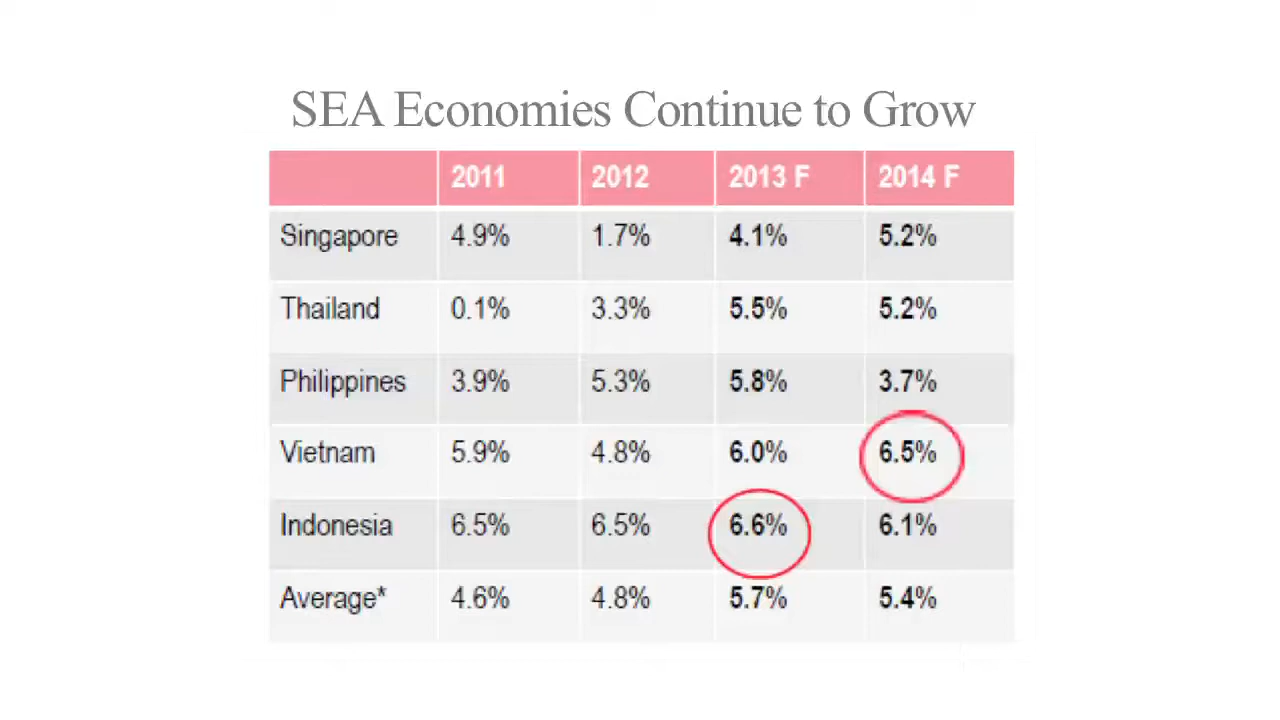 SEA Economies Continue to Grow
2011 2012 2013 F 2014 F
Singapore 4.9% 1.7% 4.1% 5.2%
Thailand 0.1% 3.3% 5.5% 5.2%
Philippines 3.9% 5.3% 5.8% 3.7%
Vietnam 5.9% 4.8% 6.0% 6.5%
Indonesia 6.5% 6.5% 6.6% 6.1%
Average* 4.6% 4.8% 5.7% 5.4%